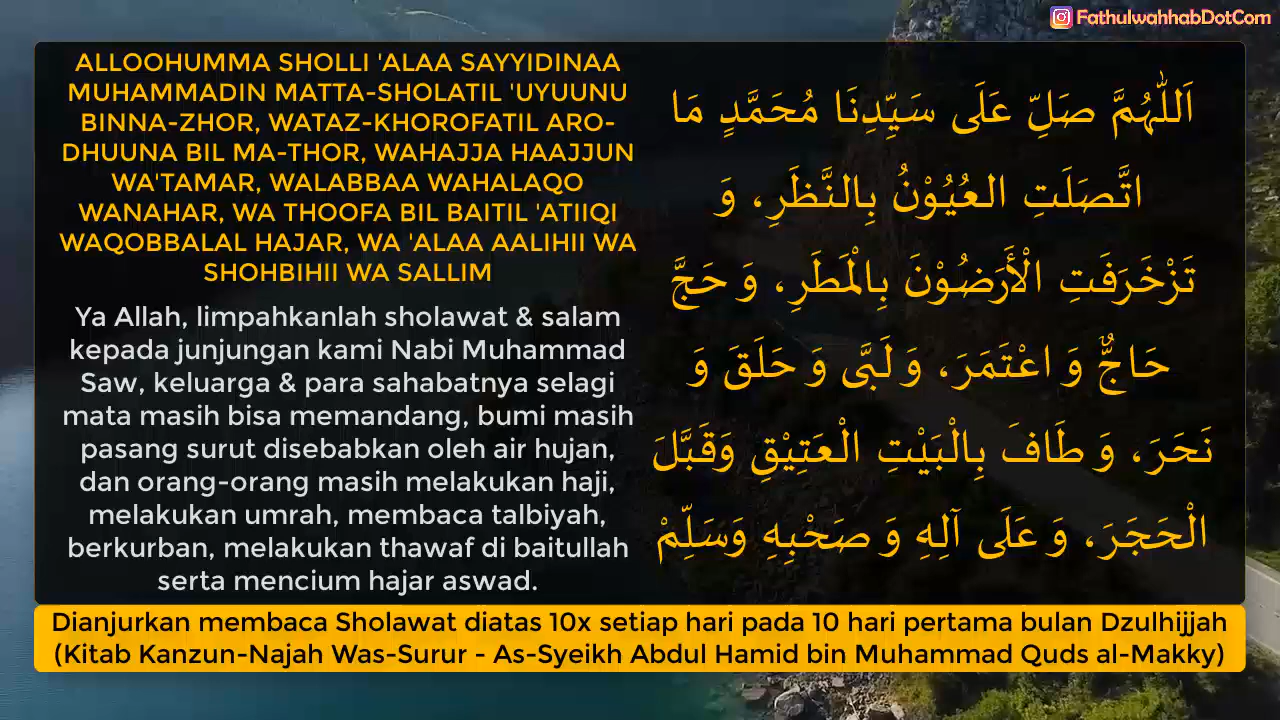 FathulwahhabDotCom
ALLOOHUMMA SHOLLI 'ALAA SAYYIDINAA
MUHAMMADIN MATTA-SHOLATIL 'UYUUNU
BINNA-ZHOR, WATAZ-KHOROFATIL ARO-
DHUUNA BIL MA-THOR, WAHAJJA HAAJJUN
WA'TAMAR, WALABBAA WAHALAQO
WANAHAR, WA THOOFA BIL BAITIL 'ATIIQI
WAQOBBALAL HAJAR, WA 'ALAA AALIHII WA
SHOHBIHII WA SALLIM
Ya Allah, limpahkanlah sholawat & salam
kepada junjungan kami Nabi Muhammad
Saw, keluarga & para sahabatnya selagi
mata masih bisa memandang, bumi masih
pasang surut disebabkan oleh air hujan,
dan orang-orang masih melakukan haji,
melakukan umrah, membaca talbiyah,
berkurban, melakukan thawaf di baitullah
serta mencium hajar aswad.
اَللّٰهُمَّ صَلِّ عَلَى سَيِّدِنَا مُحَمَّدٍ مَا
اتَّصَلَتِ العُيُوْنُ بِالنَّظَرِ، وَ
تَزْخَرَفَتِ الْأَرَضُوْنَ بِالْمَطَرِ، وَ حَجَّ
حَاجٌّ وَ اعْتَمَرَ، وَ لَبَّى وَ حَلَقَ وَ
نَحَرَ، وَ طَافَ بِالْبَيْتِ الْعَتِيْقِ وَقَبَّلَ
الْحَجَرَ، وَ عَلَى آلِهِ وَ صَحْبِهِ وَسَلِّمْ
Dianjurkan membaca Sholawat diatas 10x setiap hari pada 10 hari pertama bulan Dzulhijjah
(Kitab Kanzun-Najah Was-Surur - As-Syeikh Abdul Hamid bin Muhammad Quds al-Makky)